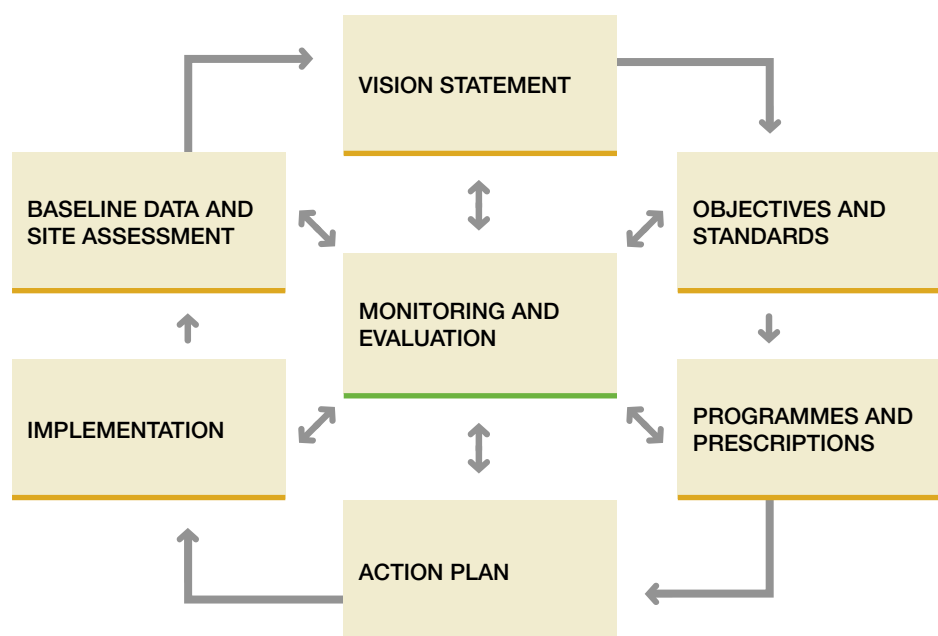 VISION STATEMENT
BASELINE DATA AND
SITE ASSESSMENT
OBJECTIVES AND
STANDARDS
MONITORING AND
EVALUATION
IMPLEMENTATION
PROGRAMMES AND
PRESCRIPTIONS
ACTION PLAN